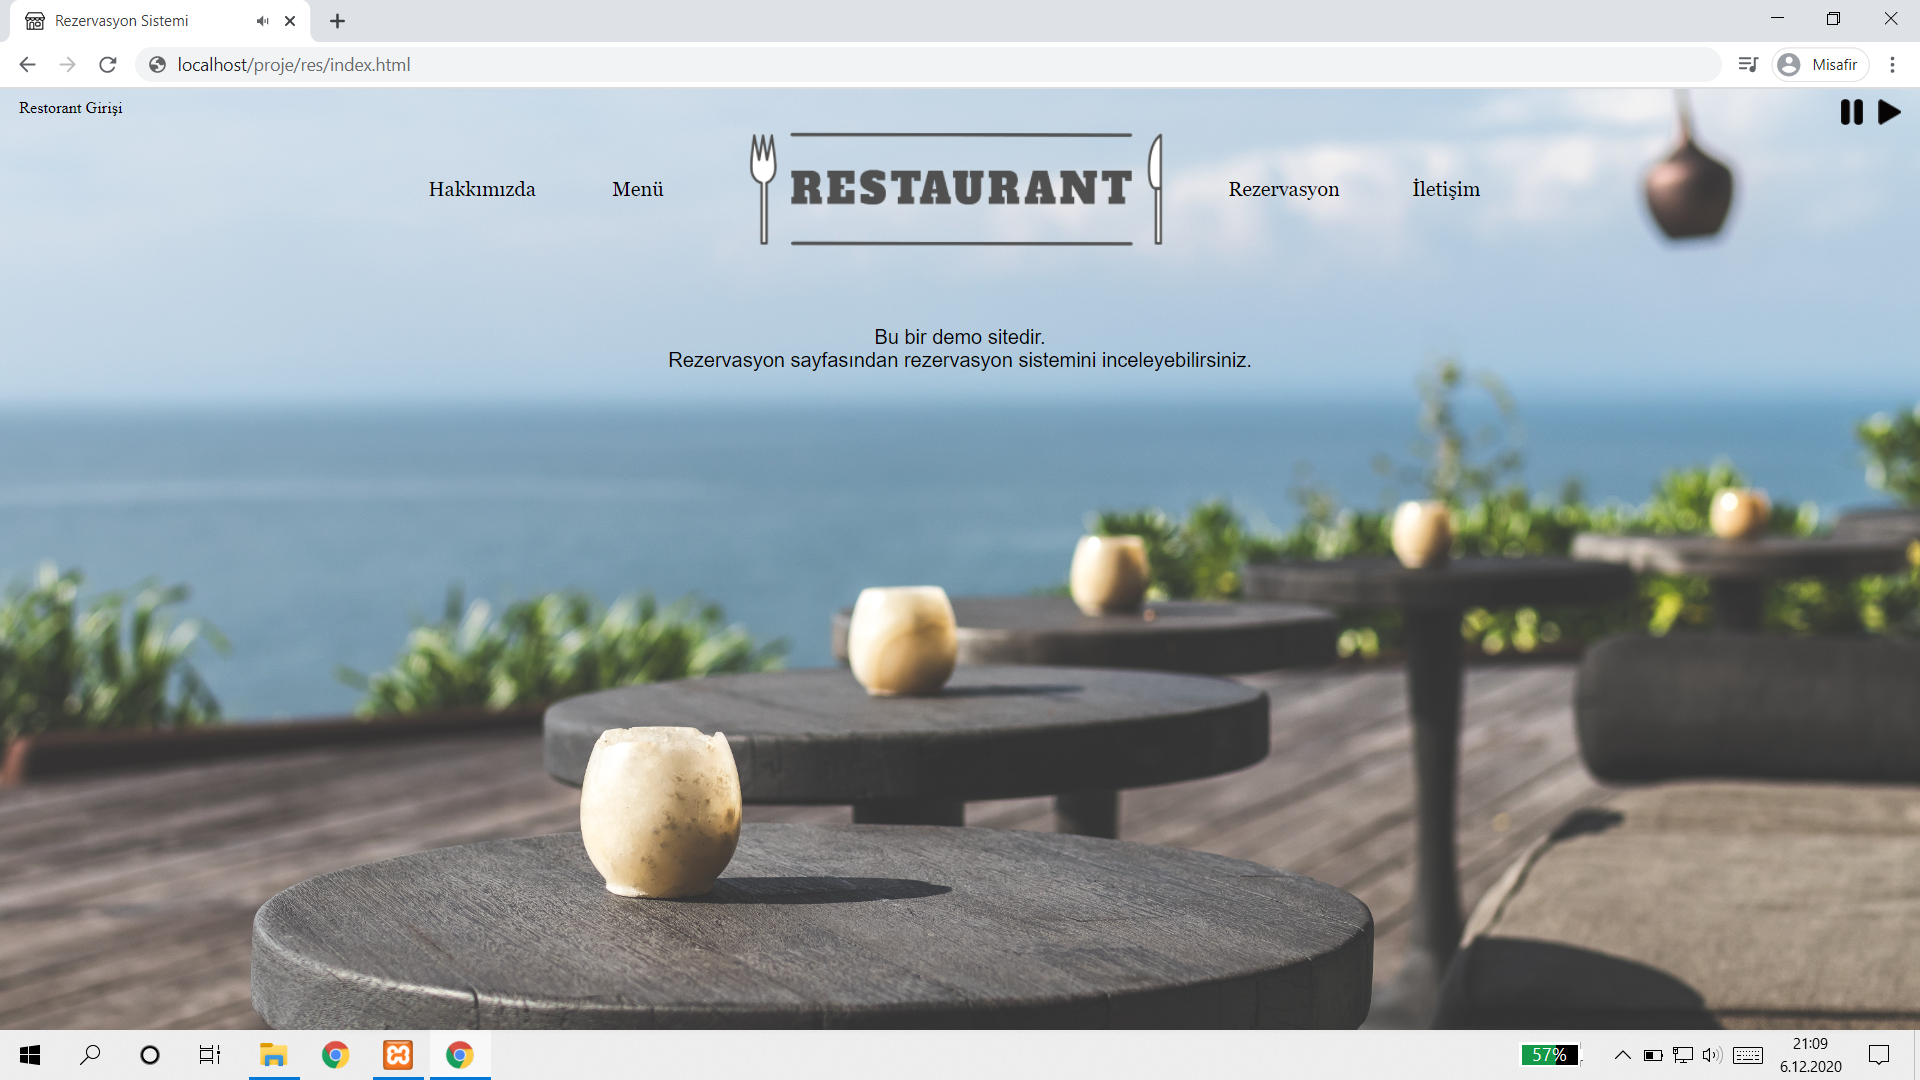 Rezervasyon Sistemi
localhost/proje/res/index.html
Misafir
Restorant Girişi
Hakkımızda
Menü
RESTAURANT
Rezervasyon
İletişim
Bu bir demo sitedir.
Rezervasyon sayfasından rezervasyon sistemini inceleyebilirsiniz.
57%
21:09
6.12.2020